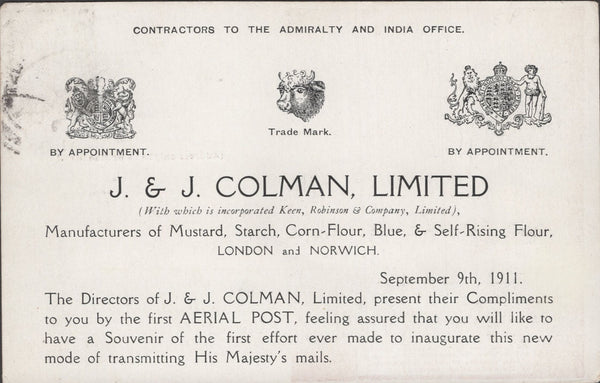 CONTRACTORS TO THE ADMIRALTY AND INDIA OFFICE.
Trade Mark.
BY APPOINTMENT.
BY APPOINTMENT.
J. & J. COLMAN, LIMITED
(With which is incorporated Keen, Robinson & Company, Limited),
Manufacturers of Mustard, Starch, Corn-Flour, Blue, & Self-Rising Flour,
LONDON and NORWICH.
September 9th, 1911.
The Directors of J. & J. COLMAN, Limited, present their Compliments
to you by the first AERIAL POST, feeling assured that you will like to
have a Souvenir of the first effort ever made to inaugurate this new
mode of transmitting His Majesty's mails.